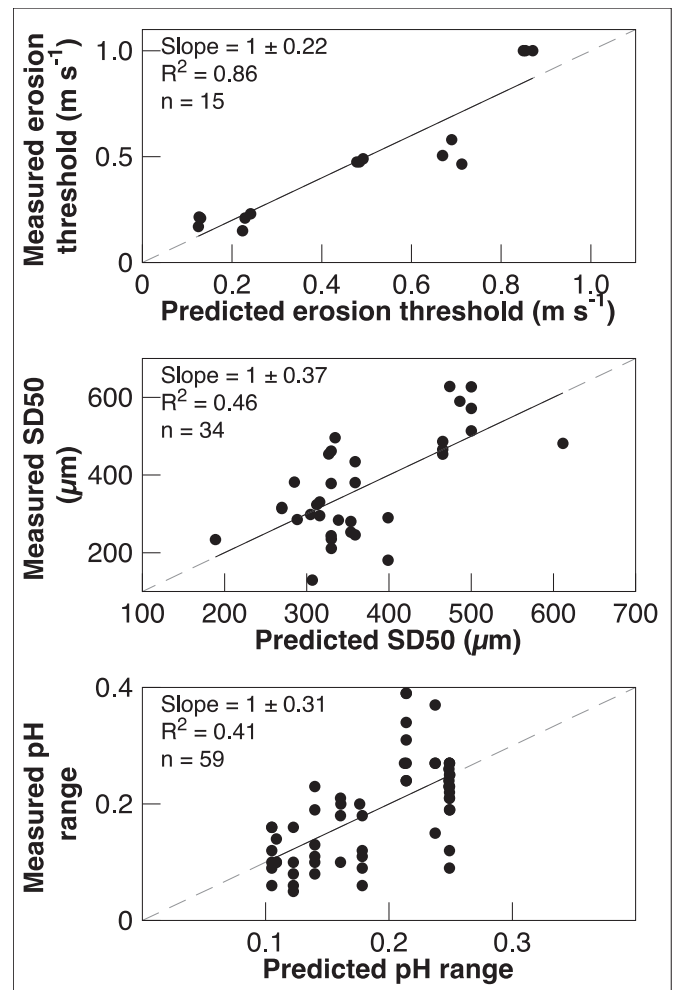 Slope = 1 ± 0.22
R² = 0.86
n = 15
Measured erosion
threshold (m s⁻¹)
1.0
0.5
0
0 0.2 0.4 0.6 0.8 1.0
Predicted erosion threshold (m s⁻¹)
Slope = 1 ± 0.37
R² = 0.46
n = 34
Measured SD50
(µm)
600
400
200
100 200 300 400 500 600 700
Predicted SD50 (µm)
Slope = 1 ± 0.31
R² = 0.41
n = 59
Measured pH
range
0.4
0.2
0
0.1 0.2 0.3
Predicted pH range